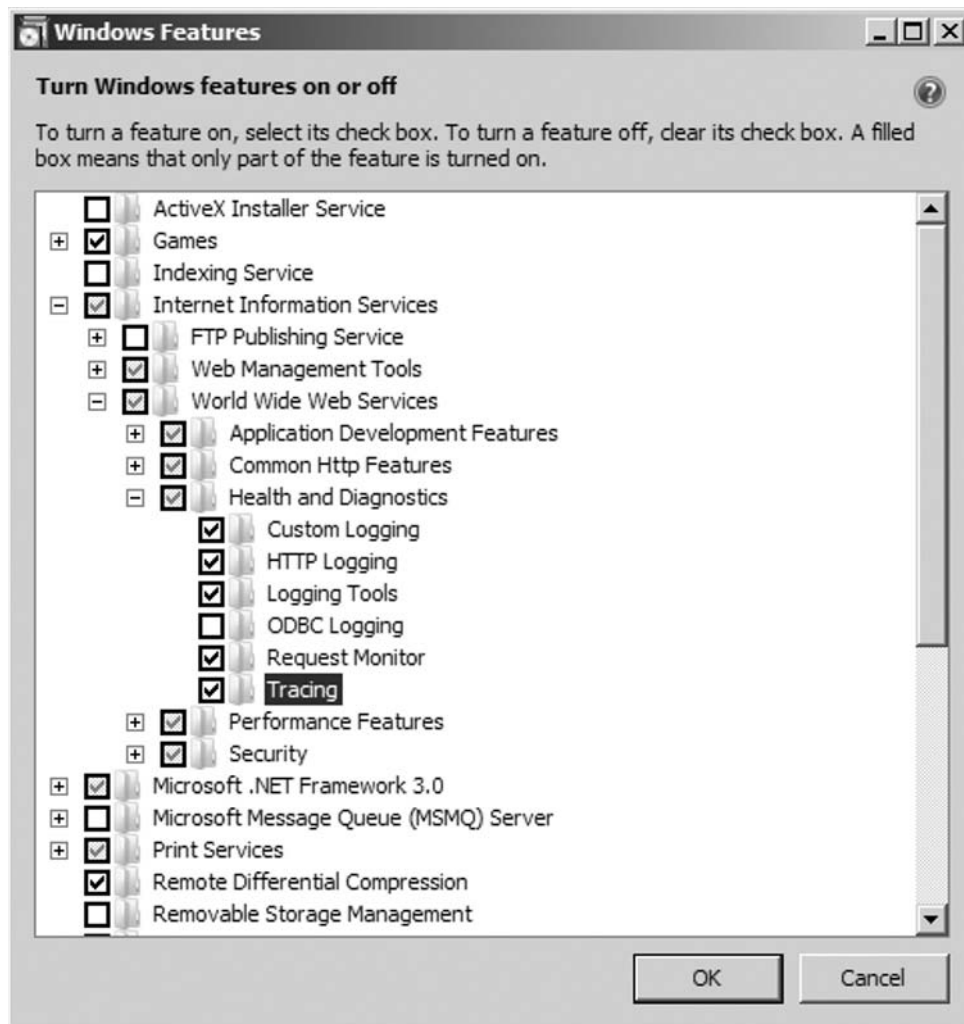 Windows Features
Turn Windows features on or off
To turn a feature on, select its check box. To turn a feature off, clear its check box. A filled
box means that only part of the feature is turned on.
ActiveX Installer Service
Games
Indexing Service
Internet Information Services
FTP Publishing Service
Web Management Tools
World Wide Web Services
Application Development Features
Common Http Features
Health and Diagnostics
Custom Logging
HTTP Logging
Logging Tools
ODBC Logging
Request Monitor
Tracing
Performance Features
Security
Microsoft .NET Framework 3.0
Microsoft Message Queue (MSMQ) Server
Print Services
Remote Differential Compression
Removable Storage Management
OK Cancel